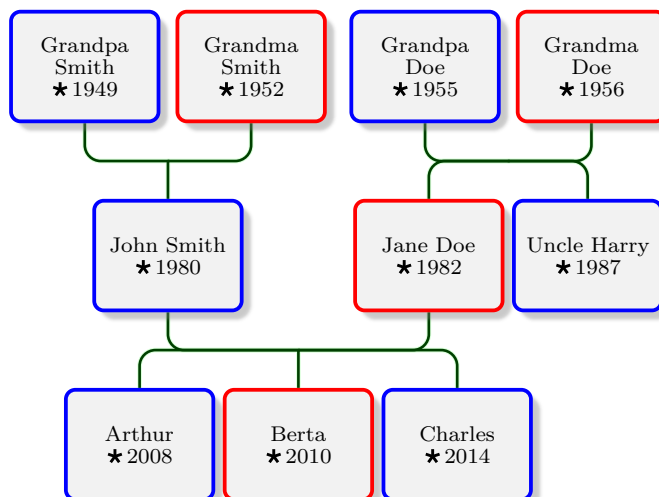 Grandpa
Smith
★1949
Grandma
Smith
★1952
Grandpa
Doe
★1955
Grandma
Doe
★1956
John Smith
★1980
Jane Doe
★1982
Uncle Harry
★1987
Arthur
★2008
Berta
★2010
Charles
★2014